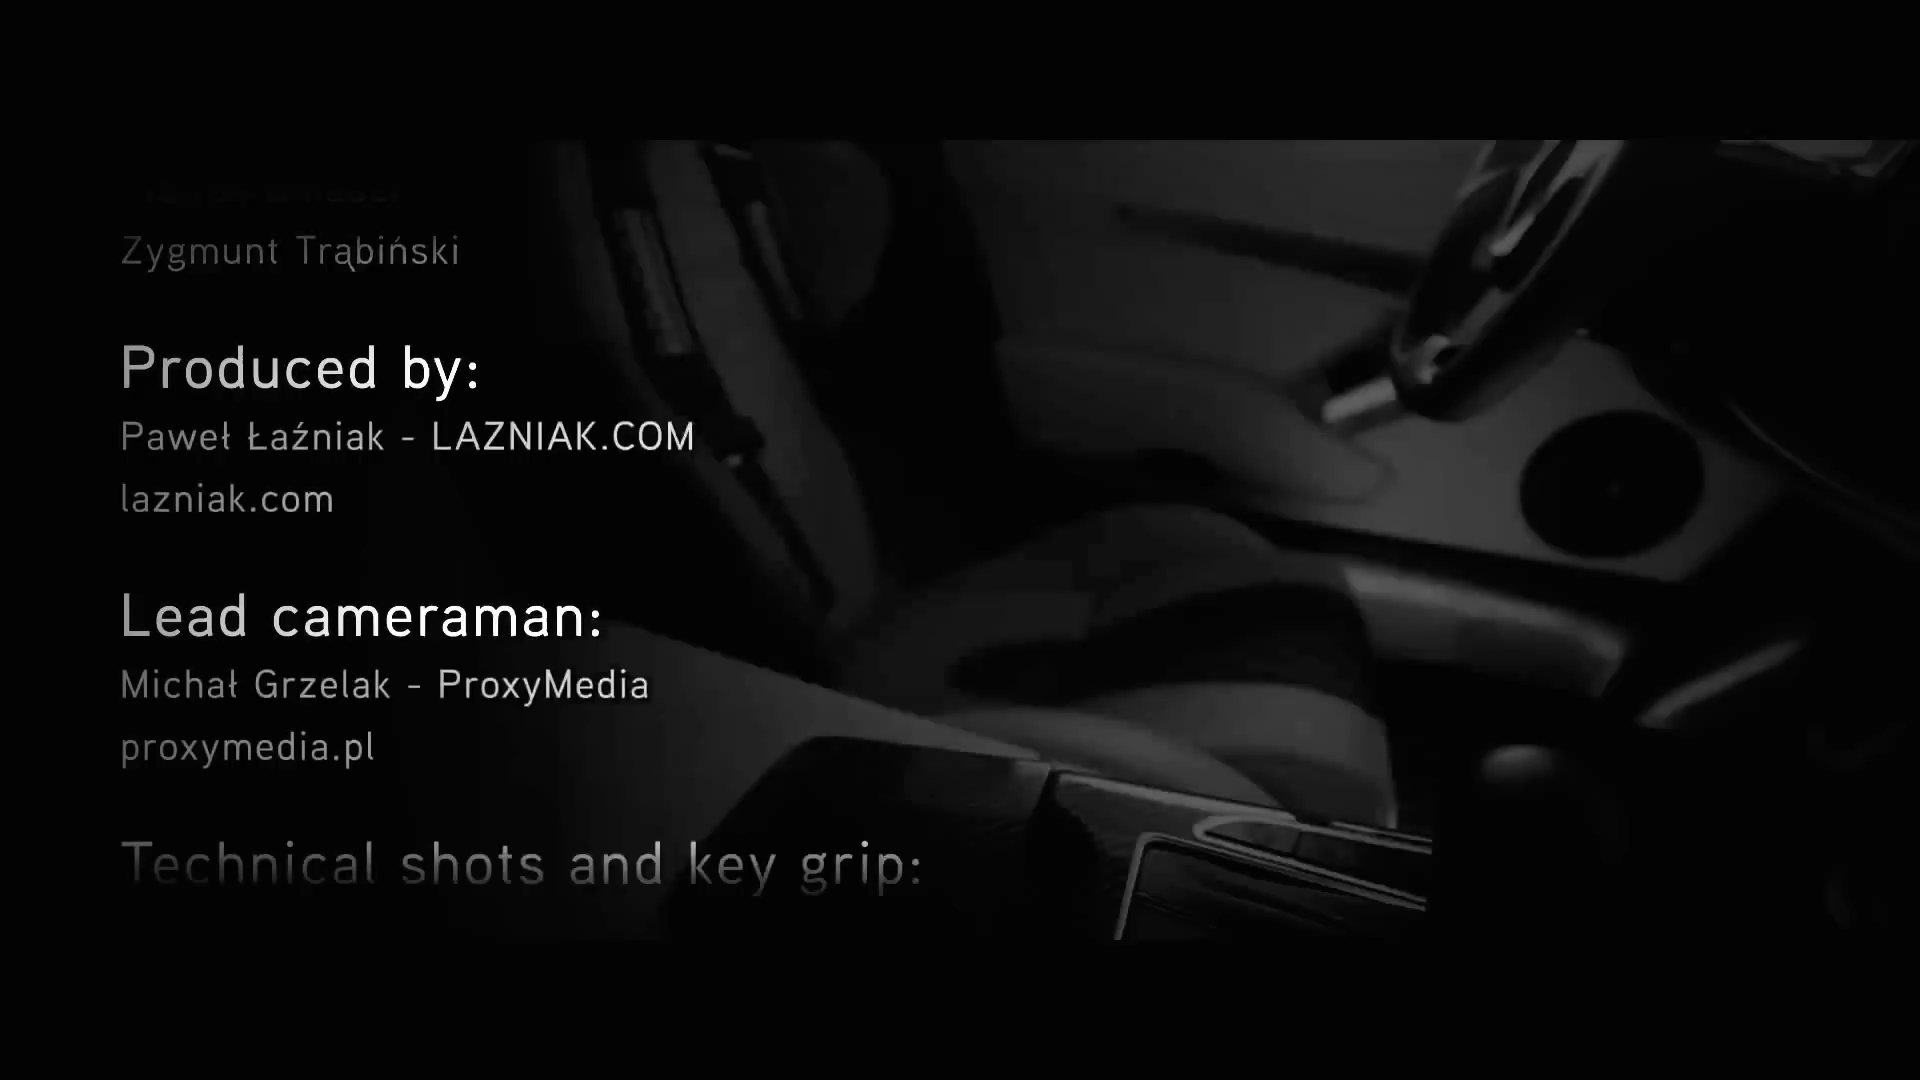 Zygmunt Trąbiński
Produced by:
Paweł Łaźniak - LAZNIAK.COM
lazniak.com
Lead cameraman:
Michał Grzelak - ProxyMedia
proxymedia.pl
Technical shots and key grip: